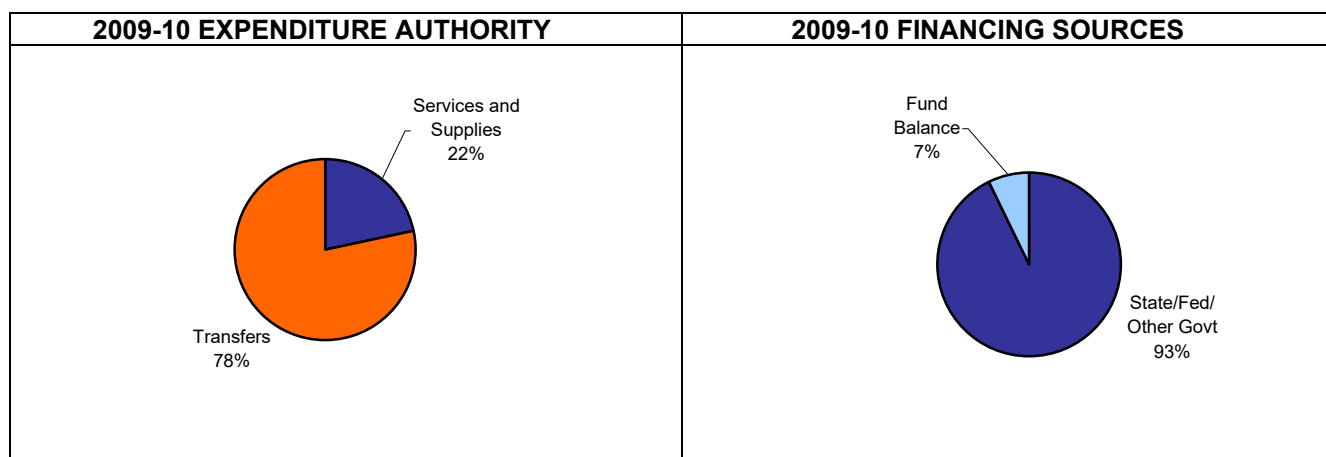 2009-10 EXPENDITURE AUTHORITY
2009-10 FINANCING SOURCES
Services and
Supplies
22%
Transfers
78%
Fund
Balance
7%
State/Fed/
Other Govt
93%